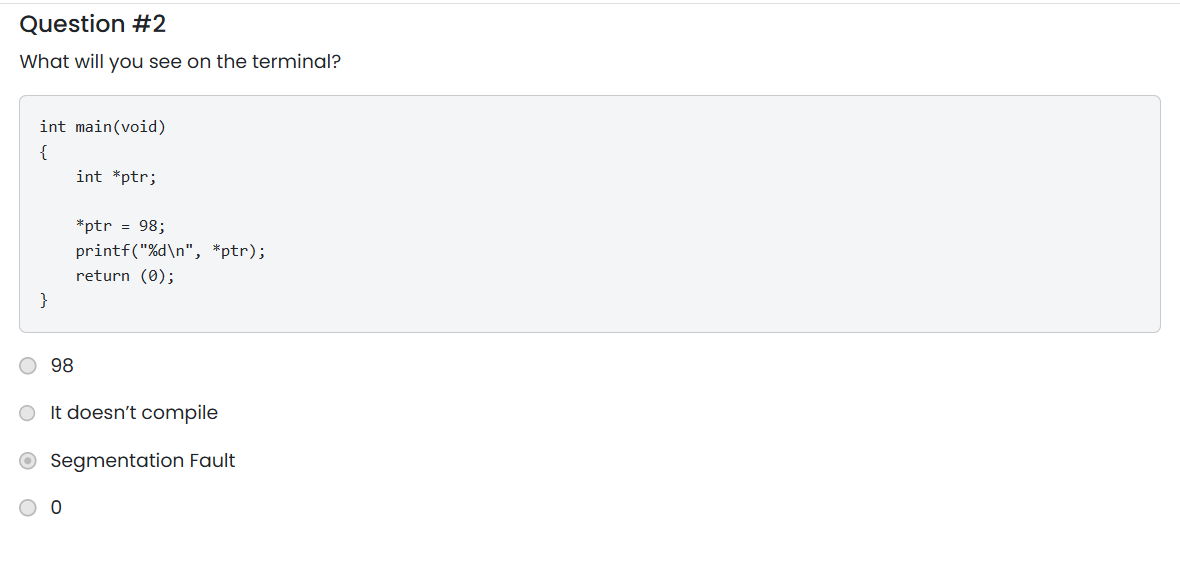 Question #2
What will you see on the terminal?
int main(void)
{
    int *ptr;

    *ptr = 98;
    printf("%d\n", *ptr);
    return (0);
}
98
It doesn’t compile
Segmentation Fault
0